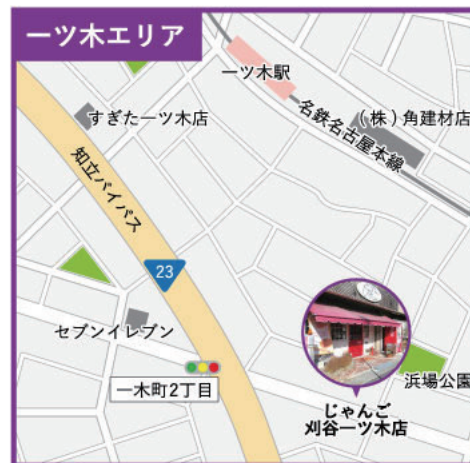 一ツ木エリア
一ツ木駅
すぎた一ツ木店
名鉄名古屋本線
(株)角建材店
知立バイパス
23
セブンイレブン
一木町2丁目
浜場公園
じゃんご
刈谷一ツ木店